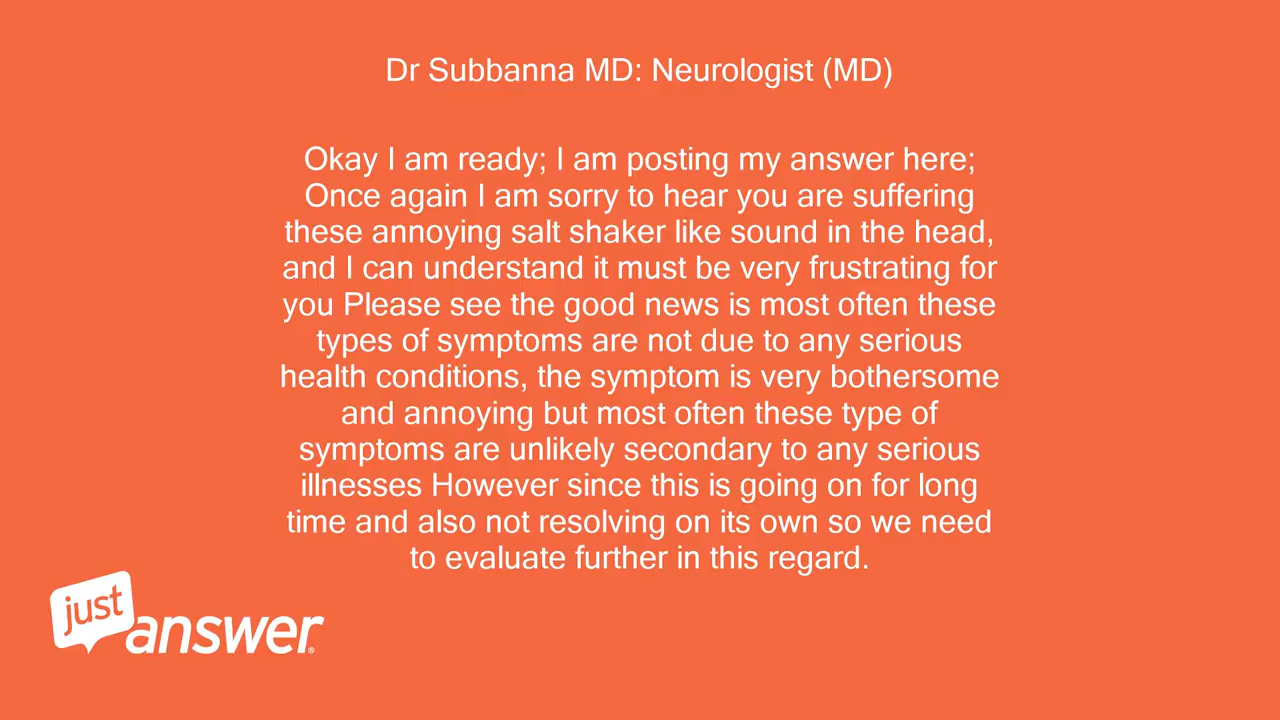 Dr Subbanna MD: Neurologist (MD)
Okay I am ready; I am posting my answer here;
Once again I am sorry to hear you are suffering
these annoying salt shaker like sound in the head,
and I can understand it must be very frustrating for
you Please see the good news is most often these
types of symptoms are not due to any serious
health conditions, the symptom is very bothersome
and annoying but most often these type of
symptoms are unlikely secondary to any serious
illnesses However since this is going on for long
time and also not resolving on its own so we need
to evaluate further in this regard.
just
answer®